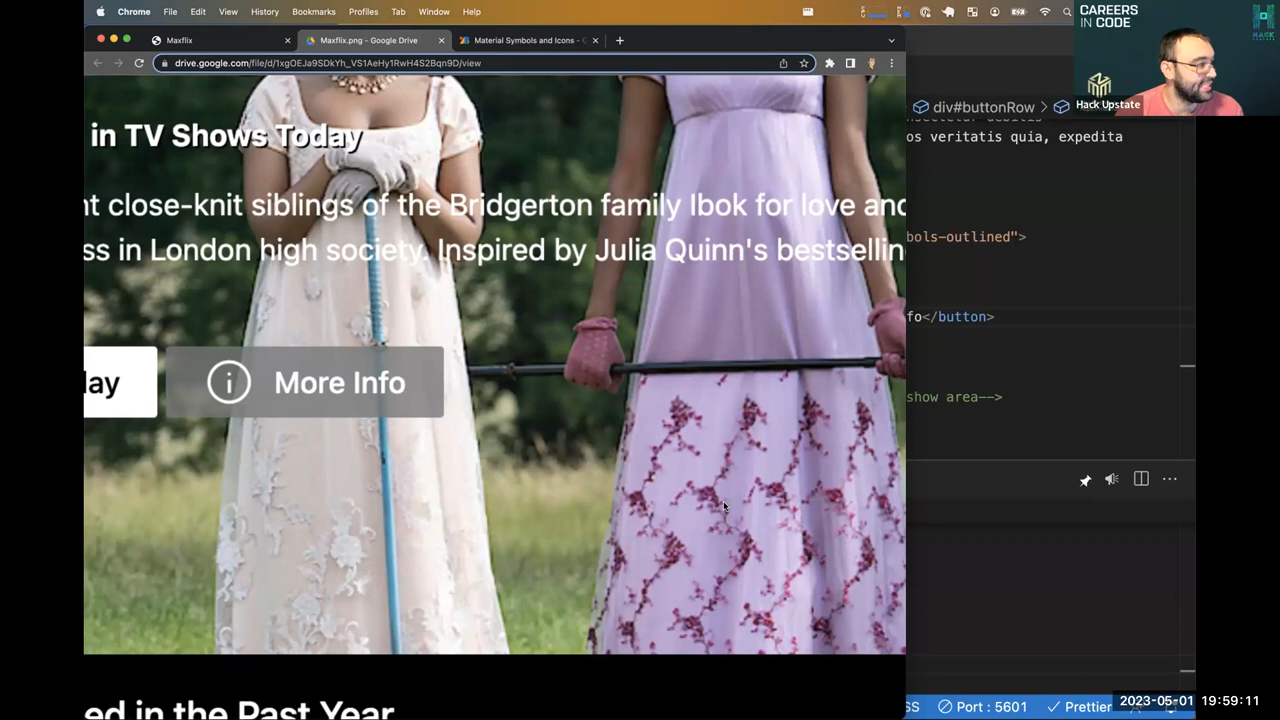 Chrome File Edit View History Bookmarks Profiles Tab Window Help
CAREERS
IN CODE
HACK
Hack Upstate
Maxflix
Maxflix.png - Google Drive
Material Symbols and Icons - G
drive.google.com/file/d/1xgOEJa9SDkYh_VS1AeHy1RwH4S2Bqn9D/view
div#buttonRow
os veritatis quia, expedita
in TV Shows Today
nt close-knit siblings of the Bridgerton family lbok for love and
ss in London high society. Inspired by Julia Quinn's bestsellin
bols-outlined">
fo</button>
lay
More Info
show area-->
ed in the Past Year
SS
Port : 5601
Prettier
2023-05-01 19:59:11